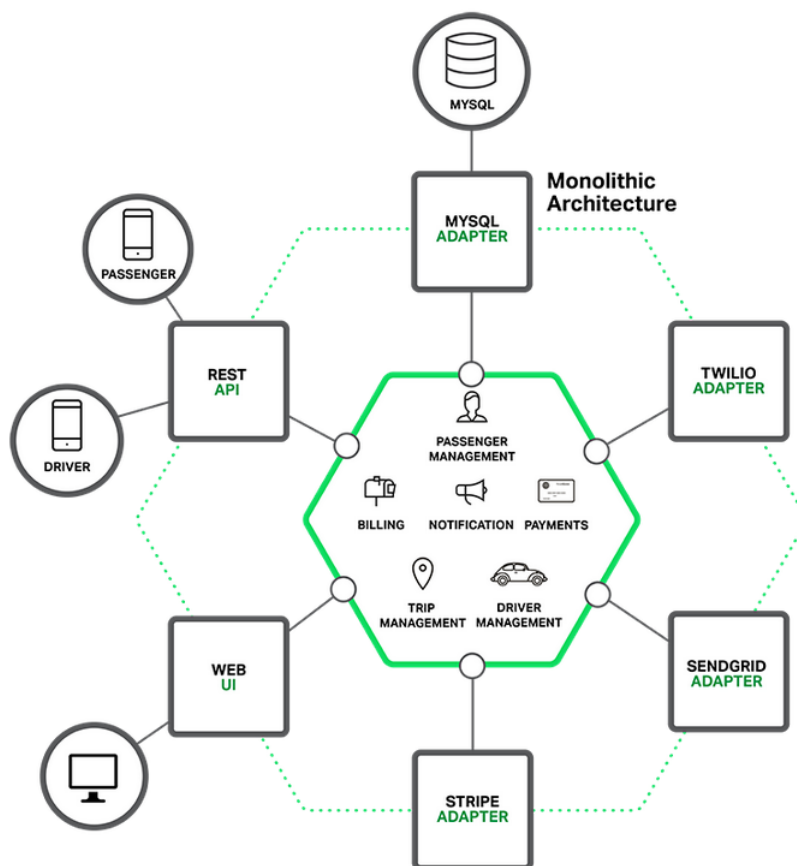 MYSQL
Monolithic
Architecture
MYSQL
ADAPTER
PASSENGER
REST
API
TWILIO
ADAPTER
DRIVER
PASSENGER
MANAGEMENT
BILLING
NOTIFICATION
PAYMENTS
TRIP
MANAGEMENT
DRIVER
MANAGEMENT
WEB
UI
SENDGRID
ADAPTER
STRIPE
ADAPTER